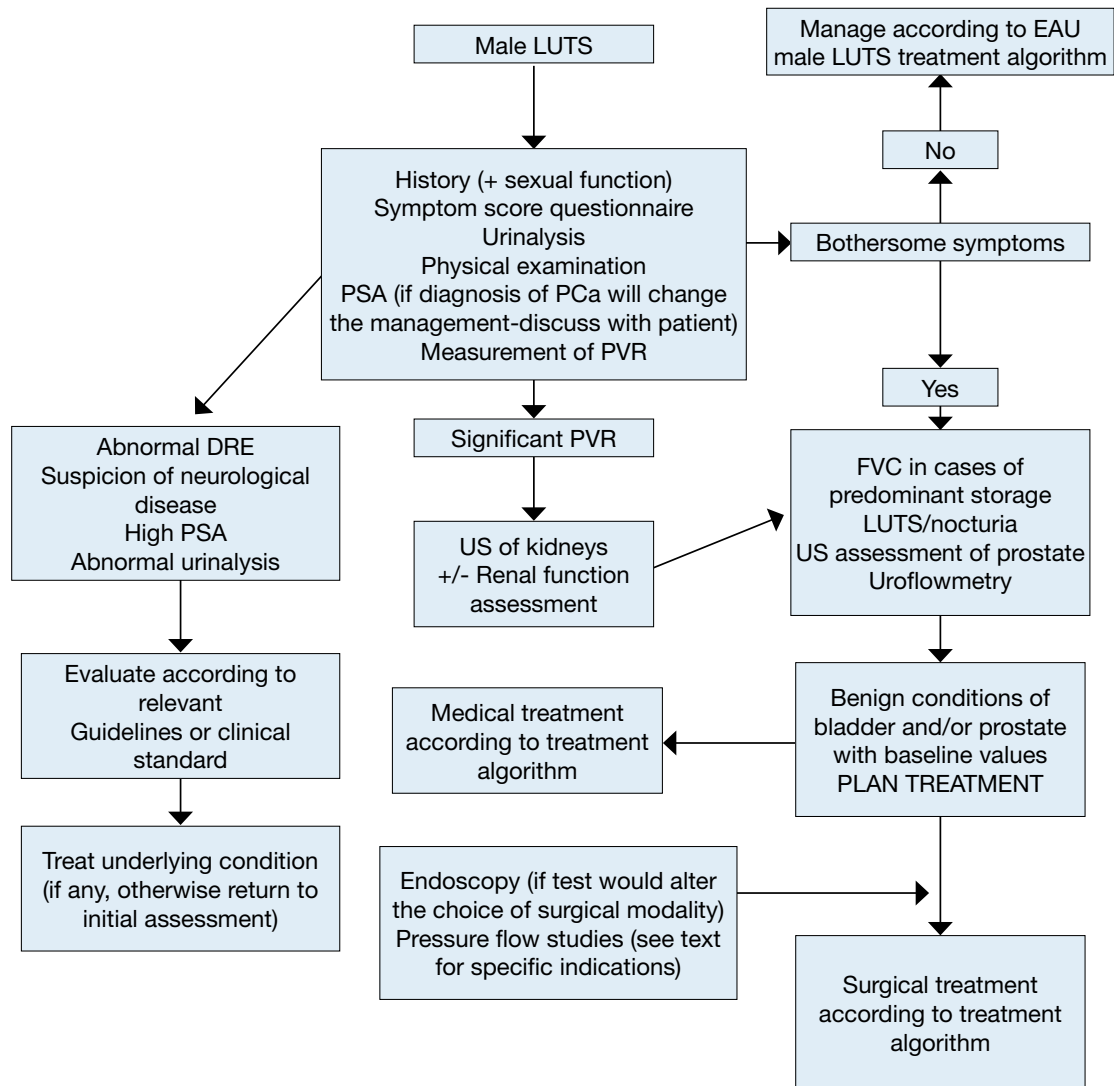 Male LUTS
Manage according to EAU
male LUTS treatment algorithm
No
History (+ sexual function)
Symptom score questionnaire
Urinalysis
Physical examination
PSA (if diagnosis of PCa will change
the management-discuss with patient)
Measurement of PVR
Bothersome symptoms
Yes
Abnormal DRE
Suspicion of neurological
disease
High PSA
Abnormal urinalysis
Significant PVR
FVC in cases of
predominant storage
LUTS/nocturia
US assessment of prostate
Uroflowmetry
US of kidneys
+/- Renal function
assessment
Evaluate according to
relevant
Guidelines or clinical
standard
Medical treatment
according to treatment
algorithm
Benign conditions of
bladder and/or prostate
with baseline values
PLAN TREATMENT
Treat underlying condition
(if any, otherwise return to
initial assessment)
Endoscopy (if test would alter
the choice of surgical modality)
Pressure flow studies (see text
for specific indications)
Surgical treatment
according to treatment
algorithm